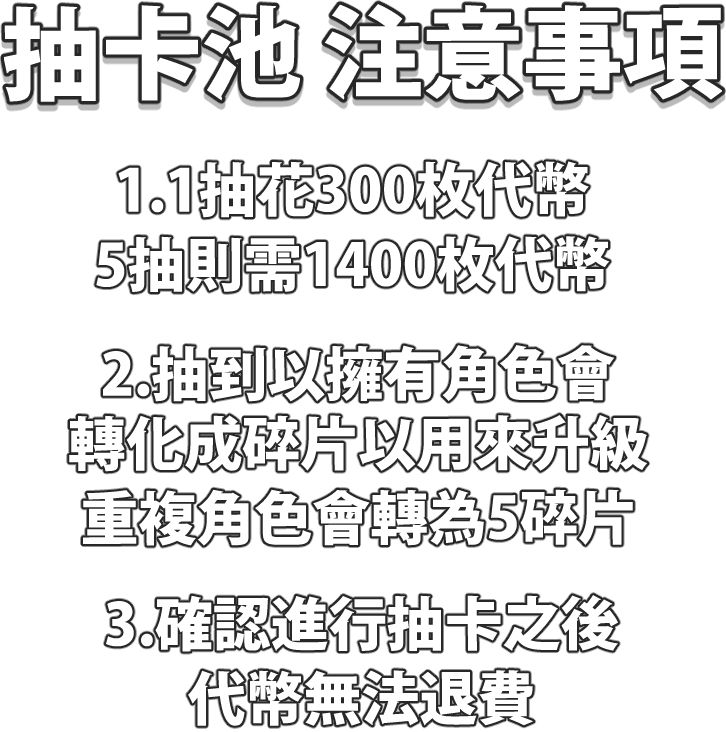 抽卡池 注意事項
1.1抽花300枚代幣
5抽則需1400枚代幣
2.抽到以擁有角色會
轉化成碎片以用來升級
重複角色會轉為5碎片
3.確認進行抽卡之後
代幣無法退費